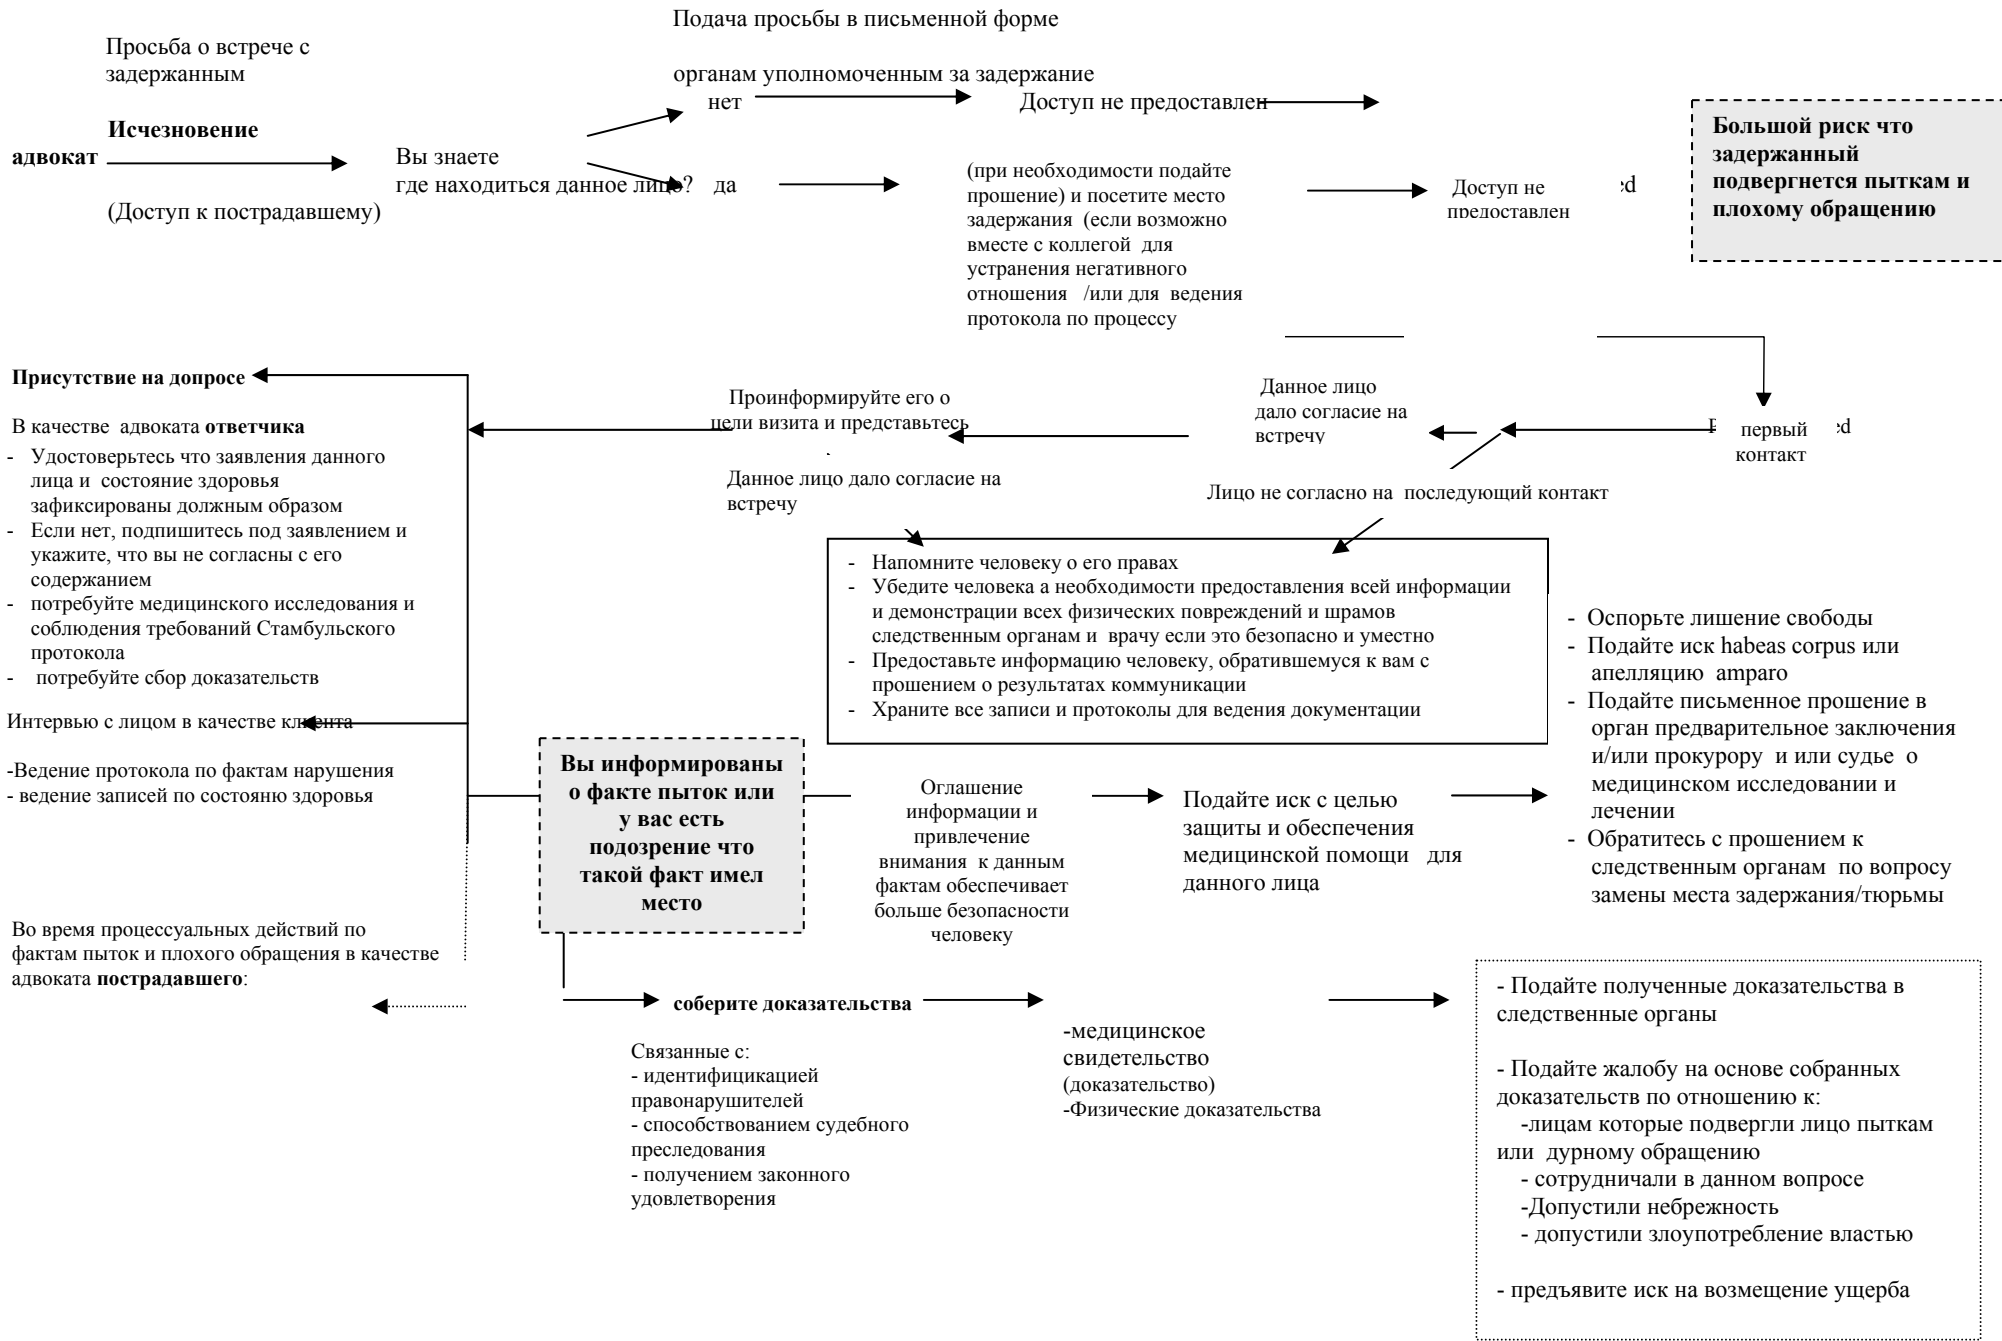 Подача просьбы в письменной форме
Просьба о встрече с
задержанным
органам уполномоченным за задержание
нет
Доступ не предоставлен
Исчезновение
адвокат
Вы знаете
где находиться данное лицо?
да
(Доступ к пострадавшему)
(при необходимости подайте
прошение) и посетите место
задержания (если возможно
вместе с коллегой для
устранения негативного
отношения /или для ведения
протокола по процессу
Доступ не
предоставлен
Большой риск что
задержанный
подвергнется пыткам и
плохому обращению
первый
контакт
Данное лицо
дало согласие на
встречу
Лицо не согласно на последующий контакт
Проинформируйте его о
цели визита и представьтесь
Данное лицо дало согласие на
встречу
Присутствие на допросе
В качестве адвоката ответчика
- Удостоверьтесь что заявления данного
лица и состояние здоровья
зафиксированы должным образом
- Если нет, подпишитесь под заявлением и
укажите, что вы не согласны с его
содержанием
- потребуйте медицинского исследования и
соблюдения требований Стамбульского
протокола
- потребуйте сбор доказательств
Интервью с лицом в качестве клиента
-Ведение протокола по фактам нарушения
- ведение записей по состояню здоровья
Во время процессуальных действий по
фактам пыток и плохого обращения в качестве
адвоката пострадавшего:
- Напомните человеку о его правах
- Убедите человека а необходимости предоставления всей информации
и демонстрации всех физических повреждений и шрамов
следственным органам и врачу если это безопасно и уместно
- Предоставьте информацию человеку, обратившемуся к вам с
прошением о результатах коммуникации
- Храните все записи и протоколы для ведения документации
Вы информированы
о факте пыток или
у вас есть
подозрение что
такой факт имел
место
Оглашение
информации и
привлечение
внимания к данным
фактам обеспечивает
больше безопасности
человеку
Подайте иск с целью
защиты и обеспечения
медицинской помощи для
данного лица
- Оспорьте лишение свободы
- Подайте иск habeas corpus или
апелляцию amparo
- Подайте письменное прошение в
орган предварительное заключения
и/или прокурору и или судье о
медицинском исследовании и
лечении
- Обратитесь с прошением к
следственным органам по вопросу
замены места задержания/тюрьмы
соберите доказательства
Связанные с:
- идентифицикацией
правонарушителей
- способствованием судебного
преследования
- получением законного
удовлетворения
-медицинское
свидетельство
(доказательство)
-Физические доказательства
- Подайте полученные доказательства в
следственные органы
- Подайте жалобу на основе собранных
доказательств по отношению к:
-лицам которые подвергли лицо пыткам
или дурному обращению
- сотрудничали в данном вопросе
-Допустили небрежность
- допустили злоупотребление властью
- предъявите иск на возмещение ущерба